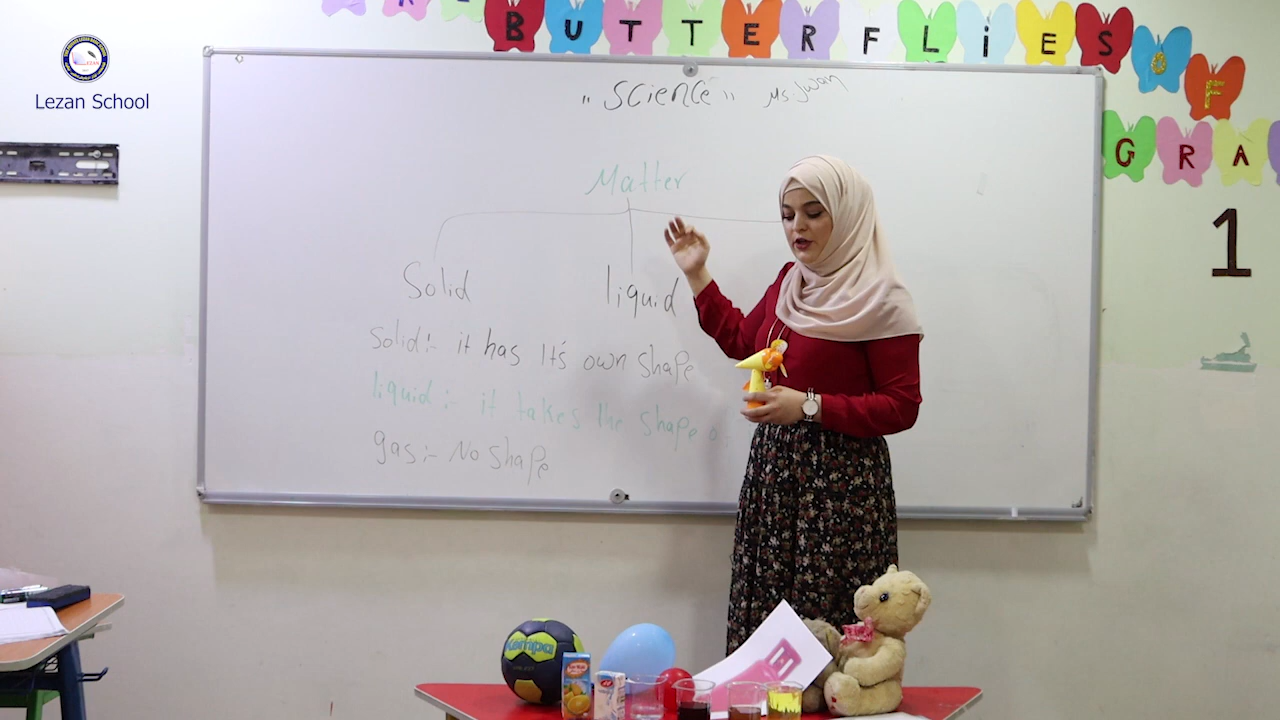 BUTTERFLIES
OF
GRA
1
LEZAN
Lezan School
"Science" Ms. Jwan
Matter
Solid liquid
Solid:- it has it's own shape
liquid:- it takes the shape o
gas:- No shape
Kempa